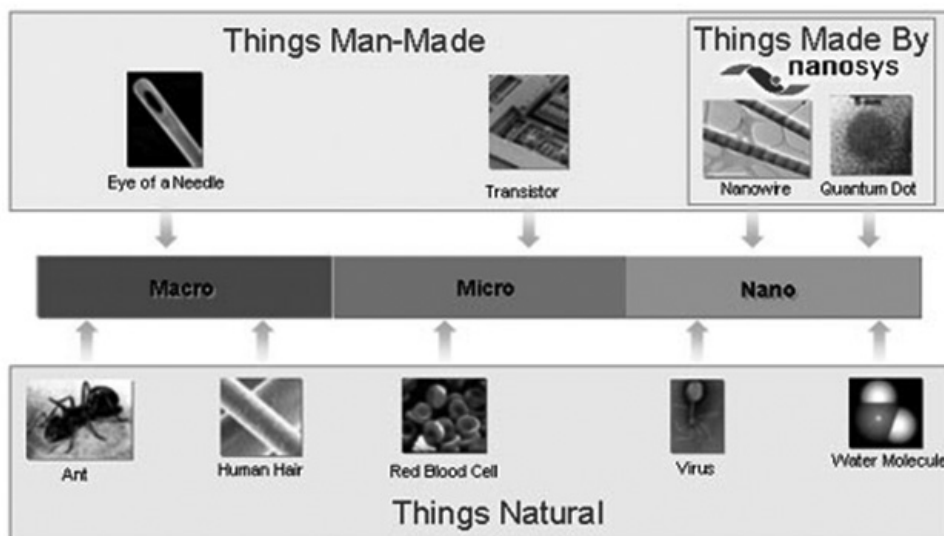 Things Man-Made
Things Made By
nanosys
Eye of a Needle
Transistor
Nanowire
Quantum Dot
Macro
Micro
Nano
Ant
Human Hair
Red Blood Cell
Virus
Water Molecule
Things Natural